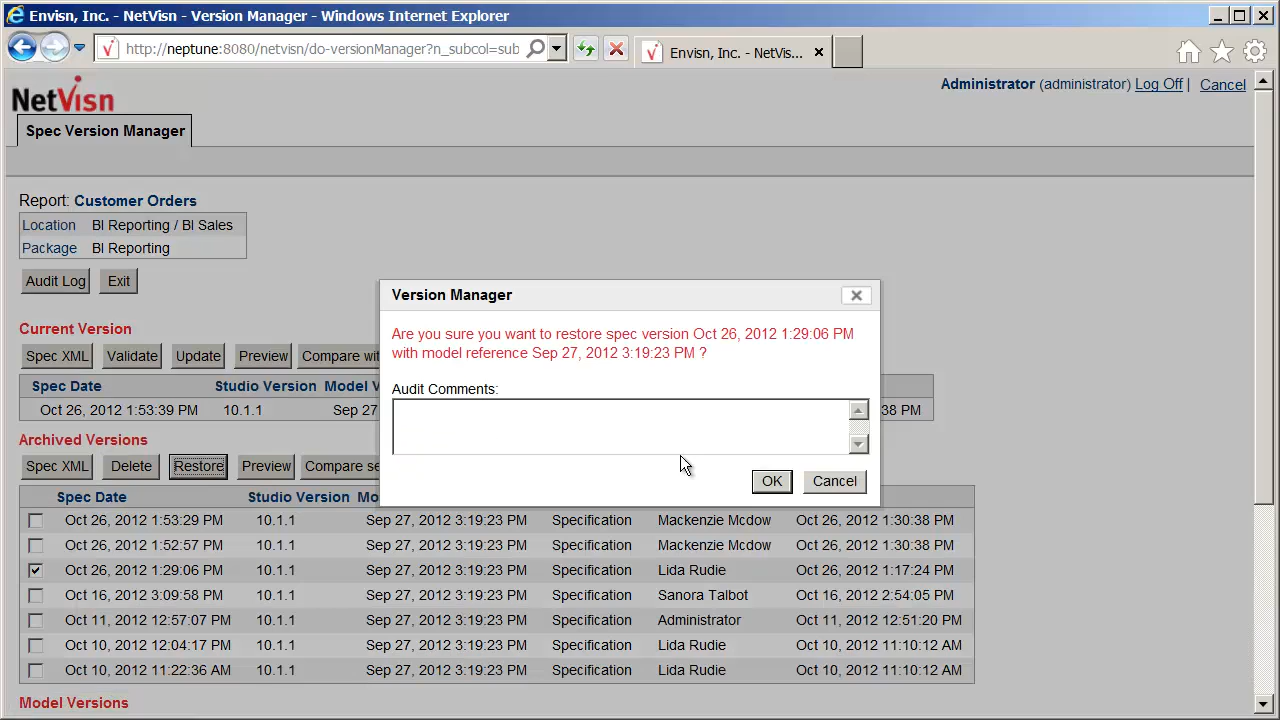 Envisn, Inc. - NetVisn - Version Manager - Windows Internet Explorer
http://neptune:8080/netvisn/do-versionManager?n_subcol=sub
Envisn, Inc. - NetVis...
NetVisn
Administrator (administrator) Log Off | Cancel
Spec Version Manager
Report: Customer Orders
Location BI Reporting / BI Sales
Package BI Reporting
Audit Log Exit
Version Manager
Are you sure you want to restore spec version Oct 26, 2012 1:29:06 PM
with model reference Sep 27, 2012 3:19:23 PM ?
Audit Comments:
OK Cancel
Current Version
Spec XML Validate Update Preview Compare wit
Spec Date Studio Version Model V
Oct 26, 2012 1:53:39 PM 10.1.1 Sep 27 38 PM
Archived Versions
Spec XML Delete Restore Preview Compare se
Spec Date Studio Version Mo
Oct 26, 2012 1:53:29 PM 10.1.1 Sep 27, 2012 3:19:23 PM Specification Mackenzie Mcdow Oct 26, 2012 1:30:38 PM
Oct 26, 2012 1:52:57 PM 10.1.1 Sep 27, 2012 3:19:23 PM Specification Mackenzie Mcdow Oct 26, 2012 1:30:38 PM
Oct 26, 2012 1:29:06 PM 10.1.1 Sep 27, 2012 3:19:23 PM Specification Lida Rudie Oct 26, 2012 1:17:24 PM
Oct 16, 2012 3:09:58 PM 10.1.1 Sep 27, 2012 3:19:23 PM Specification Sanora Talbot Oct 16, 2012 2:54:05 PM
Oct 11, 2012 12:57:07 PM 10.1.1 Sep 27, 2012 3:19:23 PM Specification Administrator Oct 11, 2012 12:51:20 PM
Oct 10, 2012 12:04:17 PM 10.1.1 Sep 27, 2012 3:19:23 PM Specification Lida Rudie Oct 10, 2012 11:10:12 AM
Oct 10, 2012 11:22:36 AM 10.1.1 Sep 27, 2012 3:19:23 PM Specification Lida Rudie Oct 10, 2012 11:10:12 AM
Model Versions